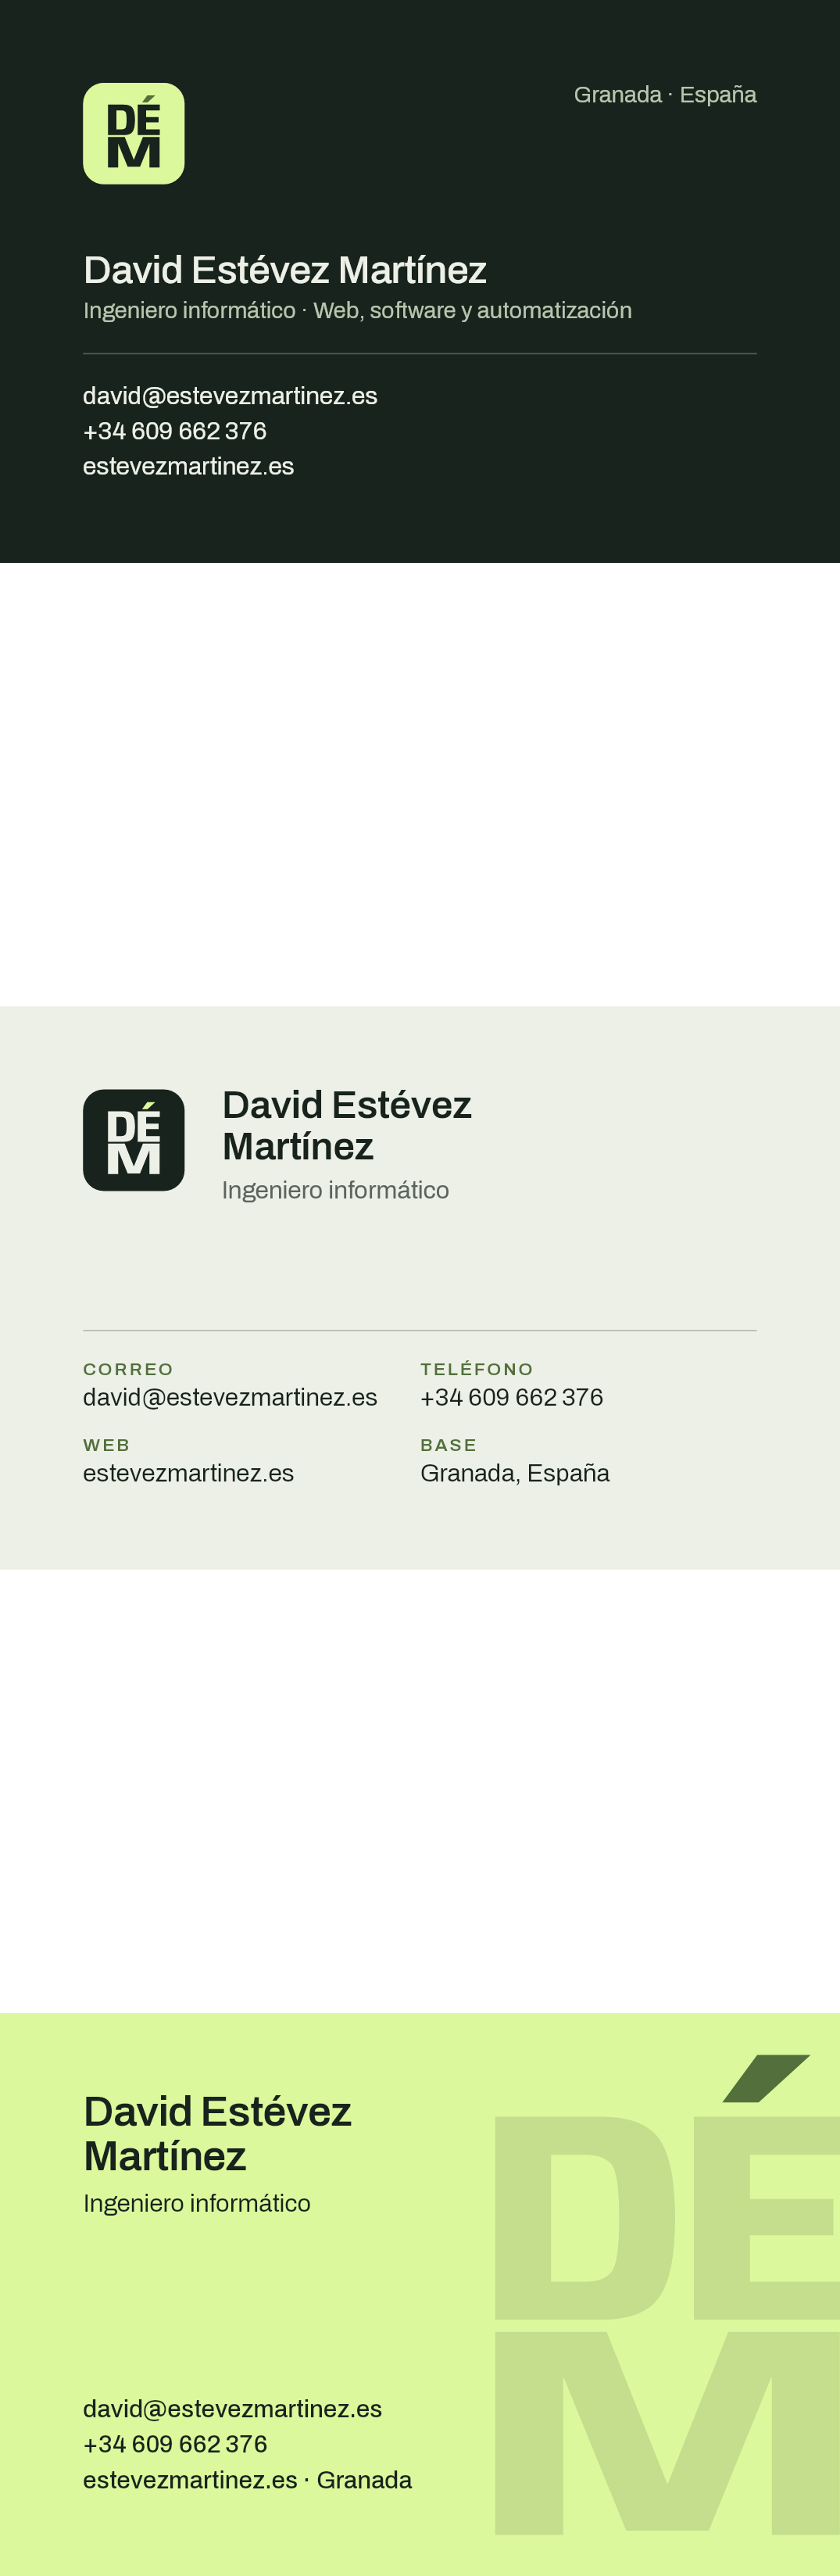 DÉ
M
Granada · España
David Estévez Martínez
Ingeniero informático · Web, software y automatización
david@estevezmartinez.es
+34 609 662 376
estevezmartinez.es
DÉ
M
David Estévez
Martínez
Ingeniero informático
CORREO
TELÉFONO
david@estevezmartinez.es
+34 609 662 376
WEB
BASE
estevezmartinez.es
Granada, España
David Estévez
Martínez
Ingeniero informático
DÉ
M
david@estevezmartinez.es
+34 609 662 376
estevezmartinez.es · Granada